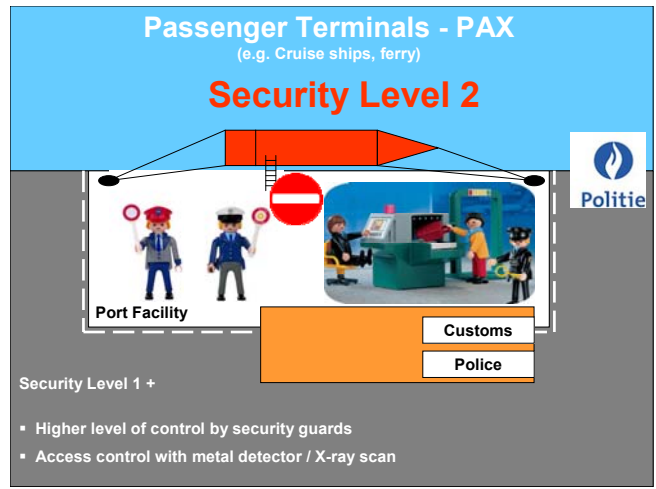 Passenger Terminals - PAX
(e.g. Cruise ships, ferry)
Security Level 2
Politie
Port Facility
Customs
Police
Security Level 1 +
▪ Higher level of control by security guards
▪ Access control with metal detector / X-ray scan